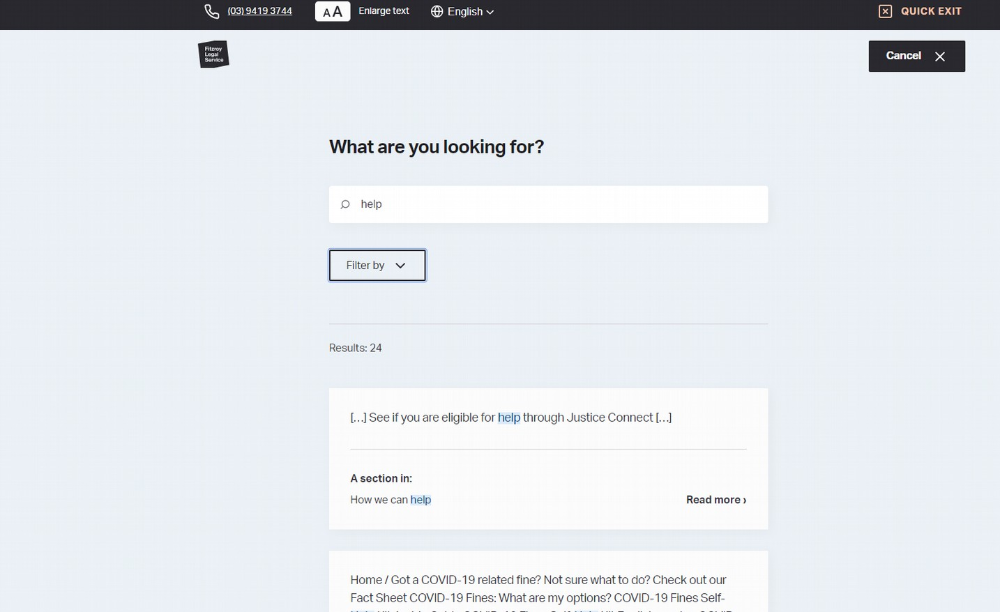 (03) 9419 3744
A A Enlarge text
English
QUICK EXIT
Fitzroy
Legal
Service
Cancel
What are you looking for?
help
Filter by
Results: 24
[…] See if you are eligible for help through Justice Connect […]
A section in:
How we can help
Read more ›
Home / Got a COVID-19 related fine? Not sure what to do? Check out our
Fact Sheet COVID-19 Fines: What are my options? COVID-19 Fines Self-